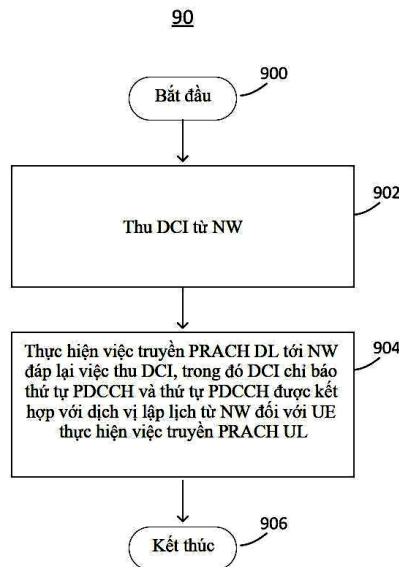 90
Bắt đầu
900
Thu DCI từ NW
902
Thực hiện việc truyền PRACH DL tới NW
đáp lại việc thu DCI, trong đó DCI chỉ báo
thứ tự PDCCH và thứ tự PDCCH được kết
hợp với dịch vị lập lịch từ NW đối với UE
thực hiện việc truyền PRACH UL
904
Kết thúc
906